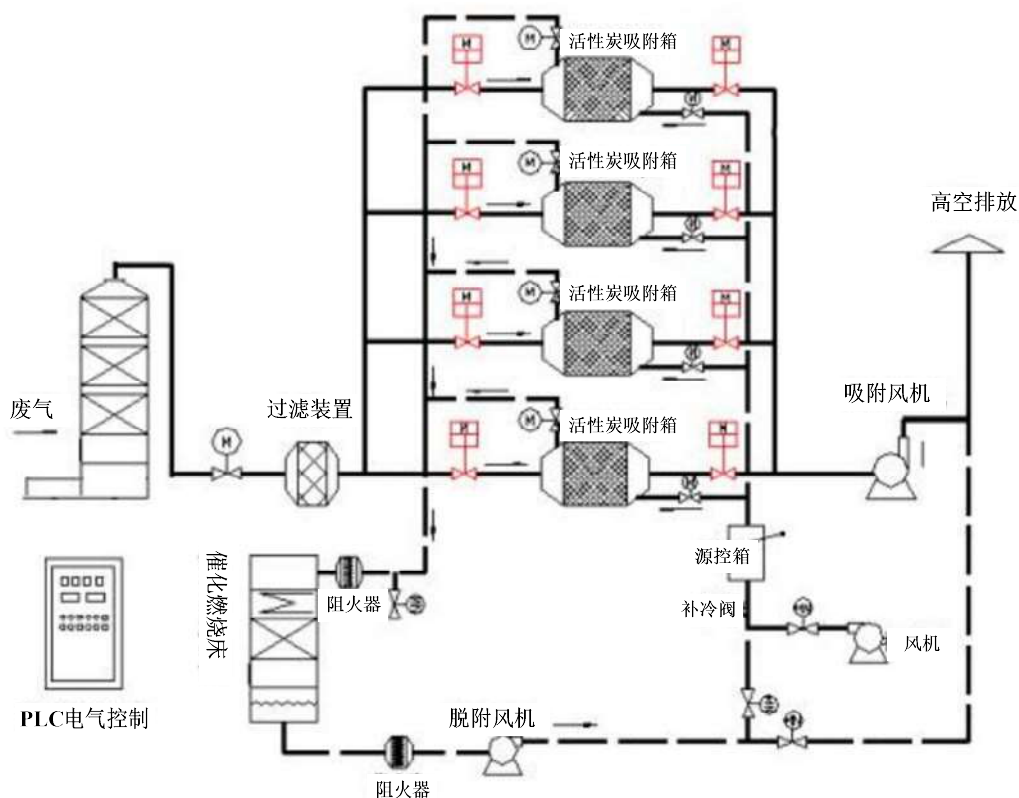 M
活性炭吸附箱
M
活性炭吸附箱
高空排放
M
活性炭吸附箱
吸附风机
废气
过滤装置
M
M
活性炭吸附箱
源控箱
催化燃烧床
阻火器
补冷阀
风机
PLC电气控制
脱附风机
阻火器